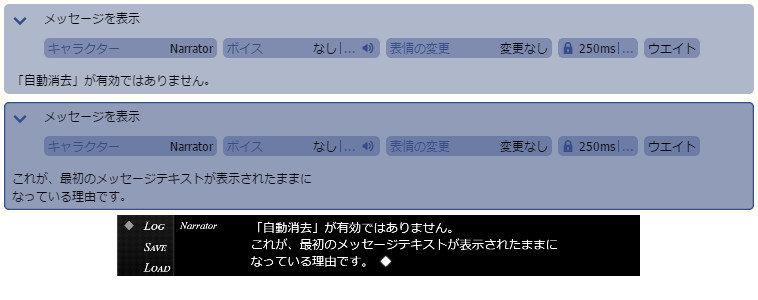 メッセージを表示
キャラクター Narrator ボイス なし|... 表情の変更 変更なし 250ms|... ウエイト
「自動消去」が有効ではありません。
メッセージを表示
キャラクター Narrator ボイス なし|... 表情の変更 変更なし 250ms|... ウエイト
これが、最初のメッセージテキストが表示されたままに
なっている理由です。
LOG Narrator 「自動消去」が有効ではありません。
SAVE これが、最初のメッセージテキストが表示されたままに
LOAD なっている理由です。